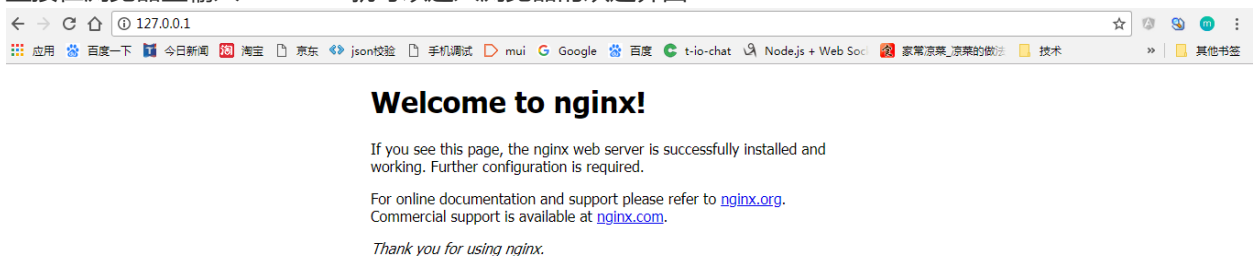 127.0.0.1
应用 百度一下 今日新闻 淘宝 京东 json校验 手机调试 mui Google 百度 t-io-chat Node.js + Web Soc 家常凉菜_凉菜的做法 技术 » 其他书签
Welcome to nginx!
If you see this page, the nginx web server is successfully installed and
working. Further configuration is required.
For online documentation and support please refer to nginx.org.
Commercial support is available at nginx.com.
Thank you for using nginx.